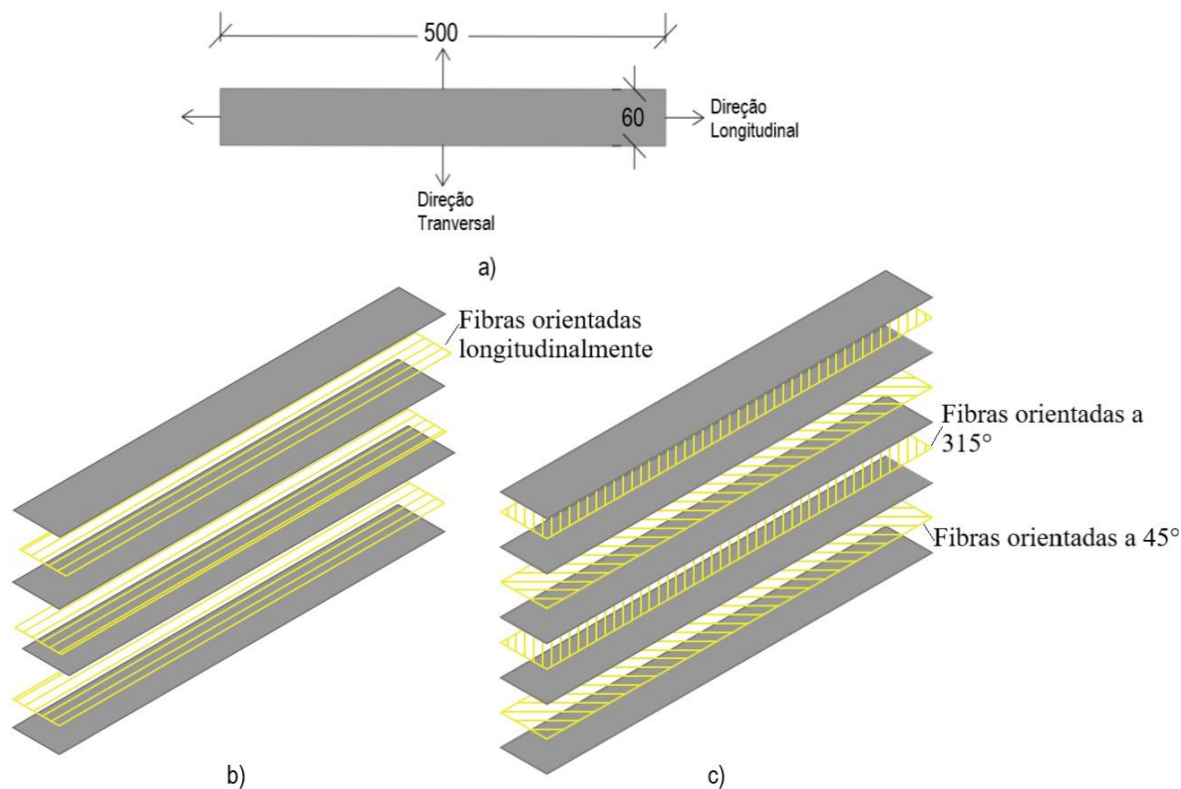 500
60
Direção
Longitudinal
Direção
Tranversal
a)
Fibras orientadas
longitudinalmente
Fibras orientadas a
315°
Fibras orientadas a 45°
b)
c)